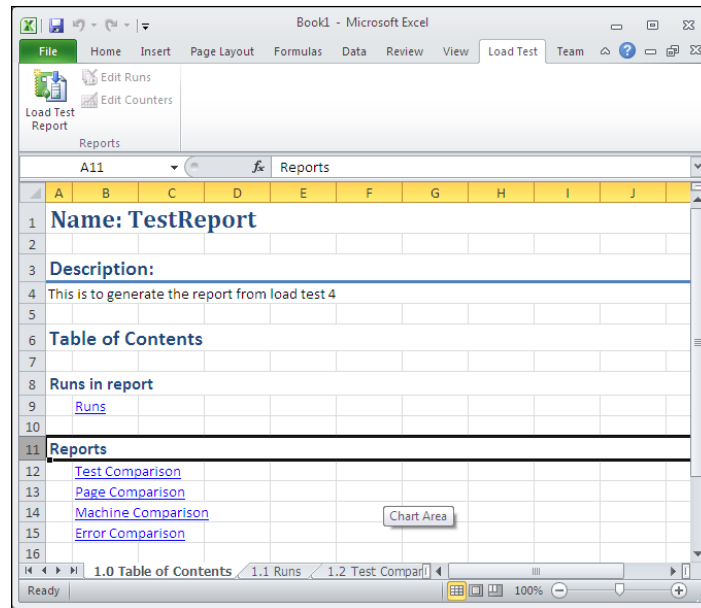 Book1 - Microsoft Excel
File Home Insert Page Layout Formulas Data Review View Load Test Team
Load Test Report
Edit Runs
Edit Counters
Reports
A11 fx Reports
A B C D E F G H I J
1 Name: TestReport
2
3 Description:
4 This is to generate the report from load test 4
5
6 Table of Contents
7
8 Runs in report
9 Runs
10
11 Reports
12 Test Comparison
13 Page Comparison
14 Machine Comparison
Chart Area
15 Error Comparison
16
1.0 Table of Contents 1.1 Runs 1.2 Test Compari
Ready 100%